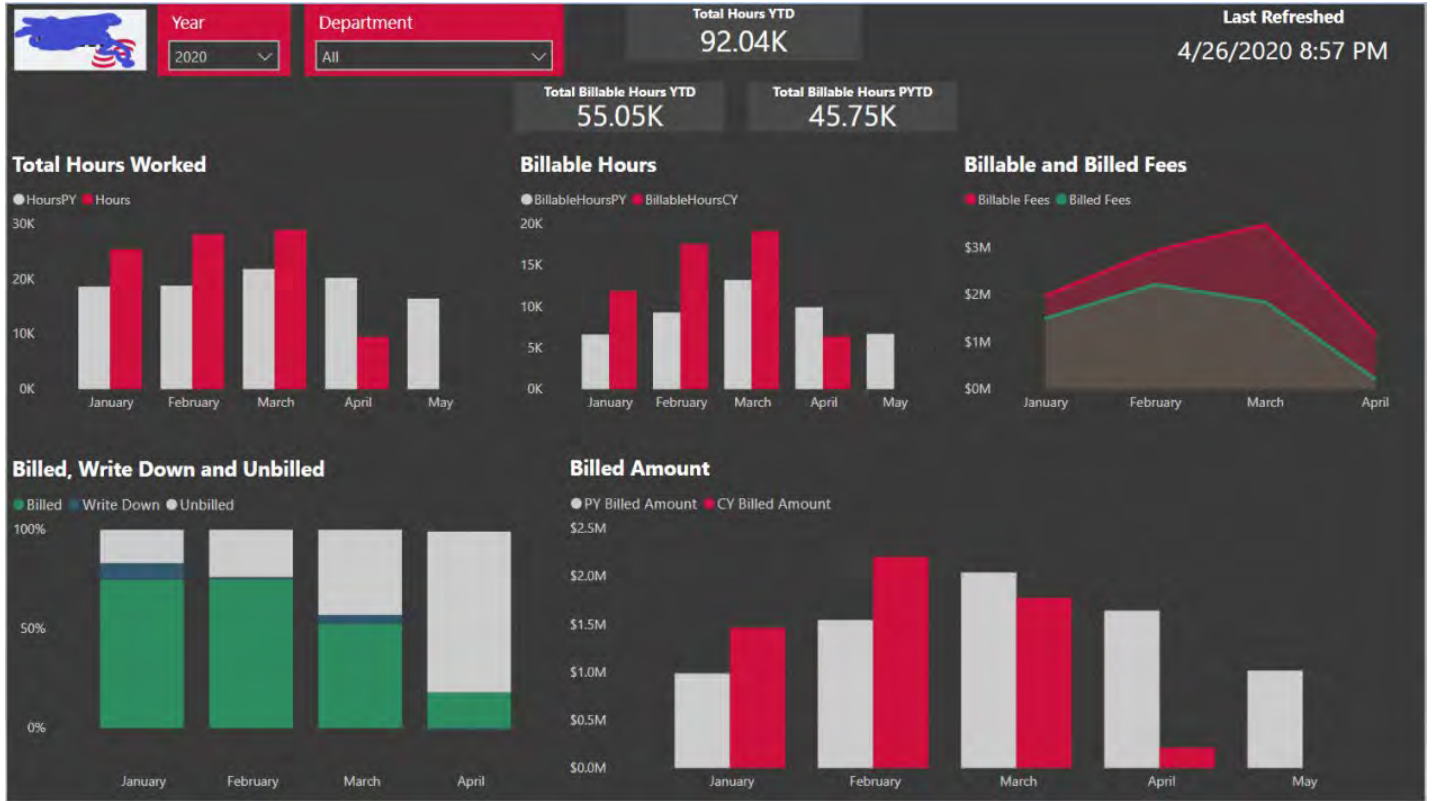 Year
2020
Department
All
Total Hours YTD
92.04K
Last Refreshed
4/26/2020 8:57 PM
Total Billable Hours YTD
55.05K
Total Billable Hours PYTD
45.75K
Total Hours Worked
HoursPY Hours
30K
20K
10K
0K
January February March April May
Billable Hours
BillableHoursPY BillableHoursCY
20K
15K
10K
5K
0K
January February March April May
Billable and Billed Fees
Billable Fees Billed Fees
$3M
$2M
$1M
$0M
January February March April
Billed, Write Down and Unbilled
Billed Write Down Unbilled
100%
50%
0%
January February March April
Billed Amount
PY Billed Amount CY Billed Amount
$2.5M
$2.0M
$1.5M
$1.0M
$0.5M
$0.0M
January February March April May